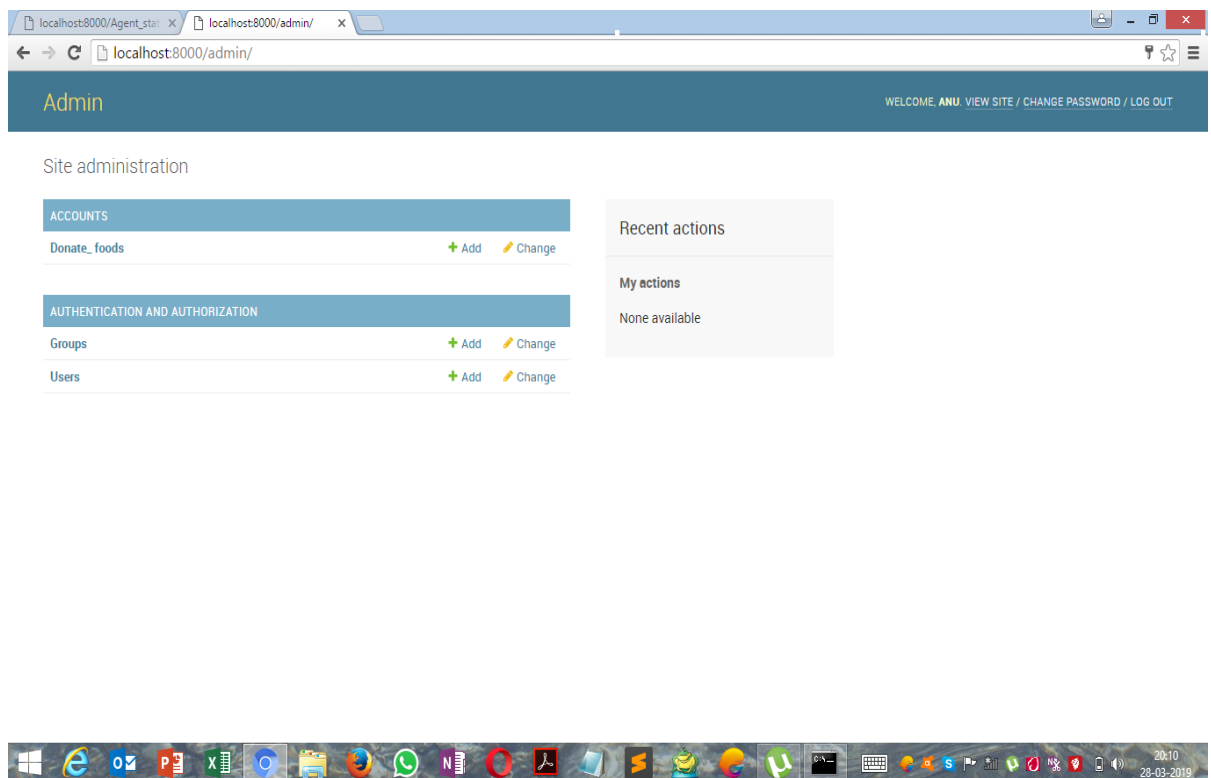 localhost:8000/Agent_stat
localhost:8000/admin/
localhost:8000/admin/
Admin
WELCOME, ANU. VIEW SITE / CHANGE PASSWORD / LOG OUT
Site administration
ACCOUNTS
Donate_ foods
Add
Change
AUTHENTICATION AND AUTHORIZATION
Groups
Add
Change
Users
Add
Change
Recent actions
My actions
None available
20:10
28-03-2019